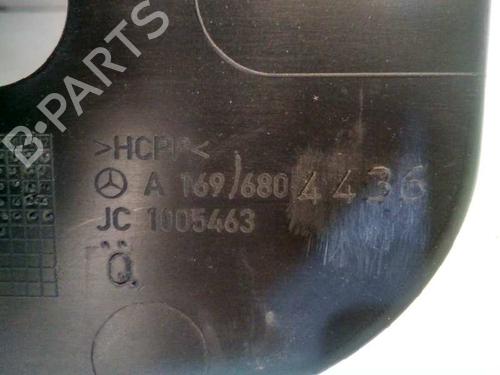 B-PARTS
>HCPP<
A 169/680 4436
JC 1005463
Q